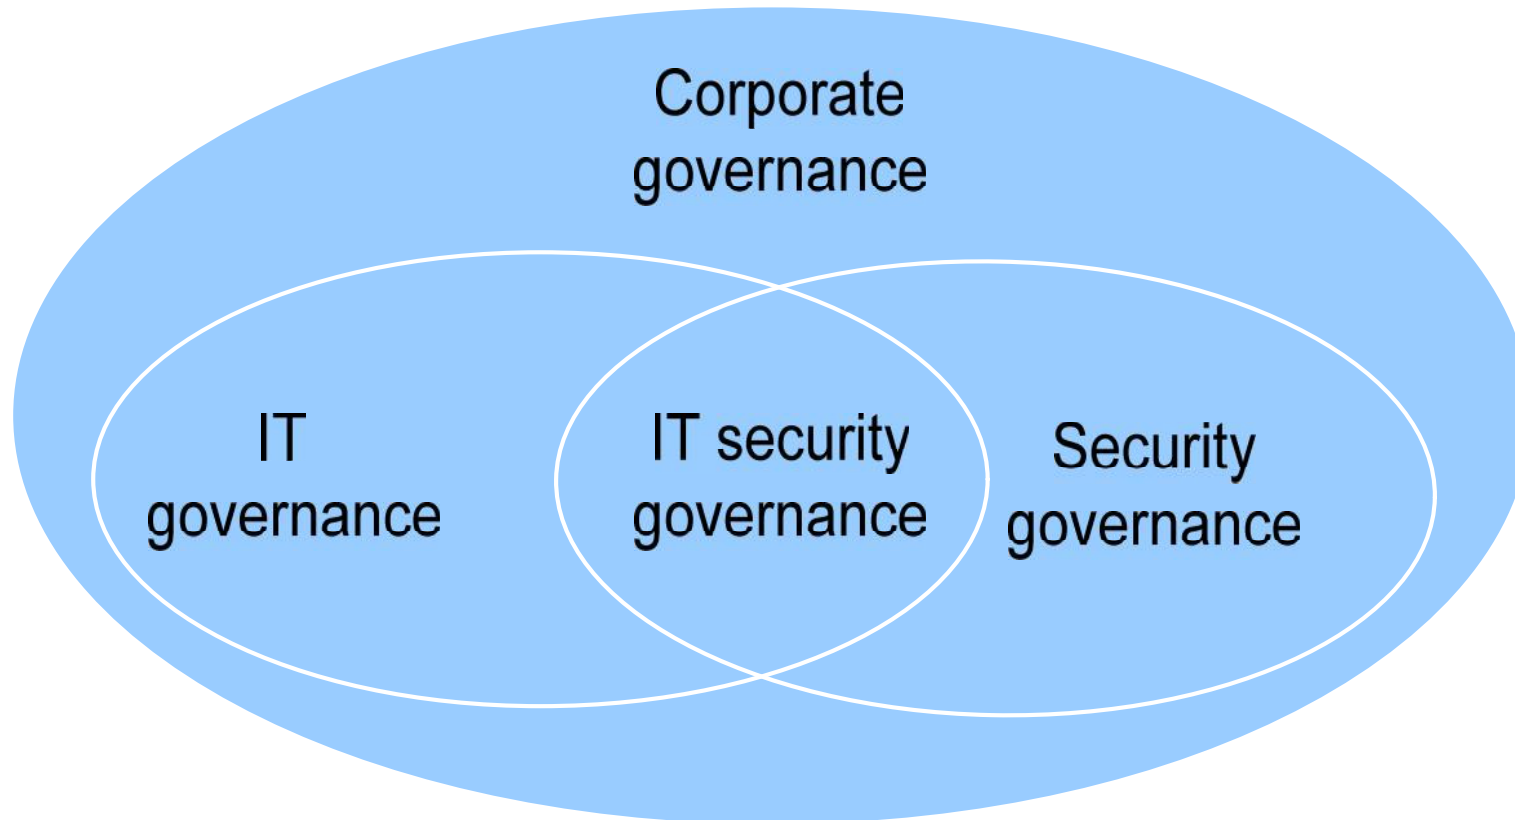 Corporate
governance
IT
governance
IT security
governance
Security
governance